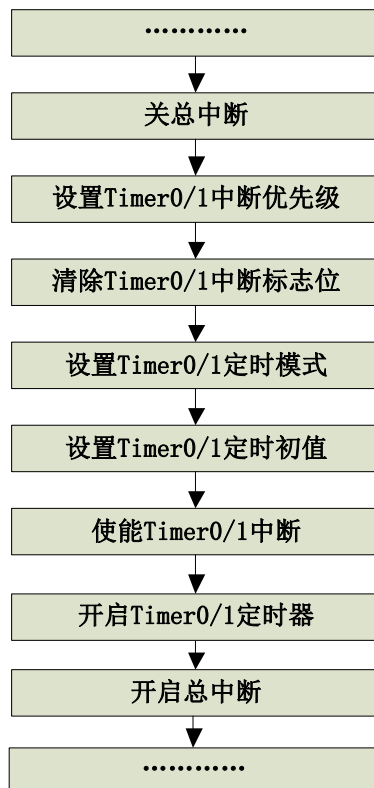 …………
关总中断
设置Timer0/1中断优先级
清除Timer0/1中断标志位
设置Timer0/1定时模式
设置Timer0/1定时初值
使能Timer0/1中断
开启Timer0/1定时器
开启总中断
…………